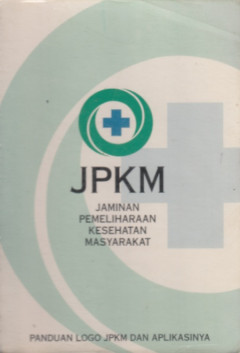 JPKM
JAMINAN
PEMELIHARAAN
KESEHATAN
MASYARAKAT
PANDUAN LOGO JPKM DAN APLIKASINYA